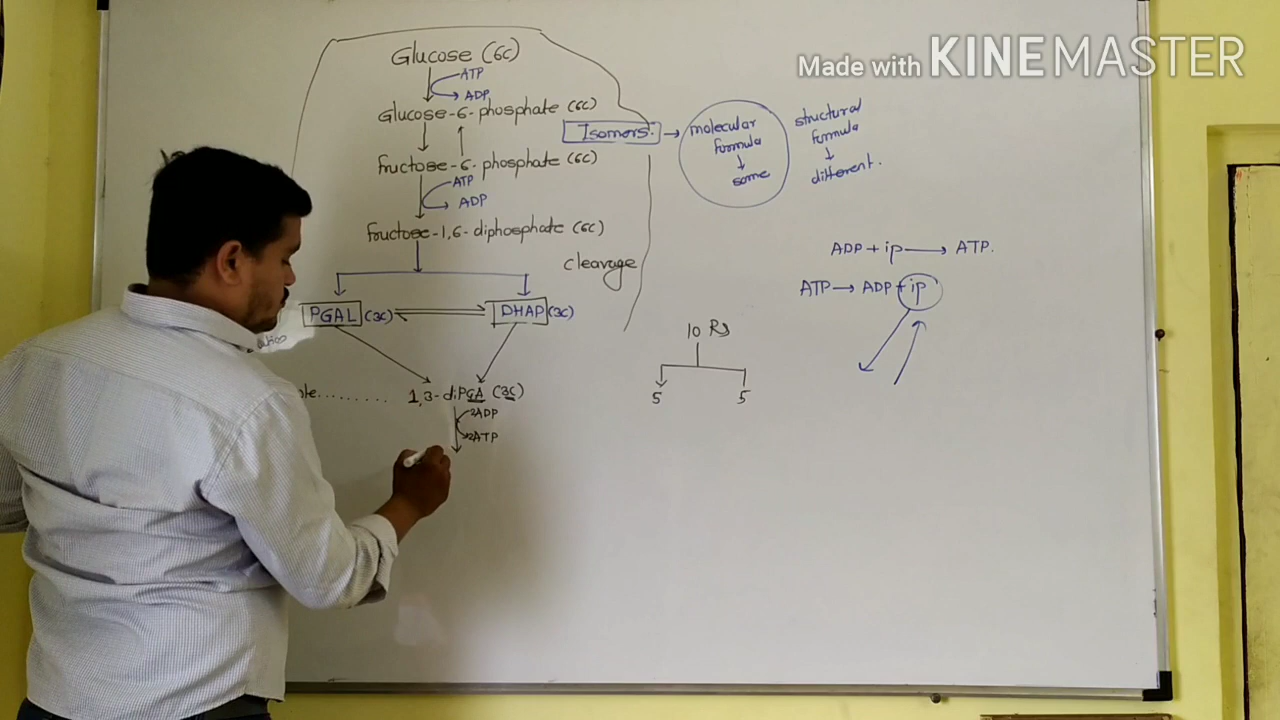 Made with KINEMASTER
Glucose (6C)
ATP
ADP
Glucose-6-phosphate (6C)
Isomers.
molecular
formula
some
structural
formula
different.
fructose-6-phosphate (6C)
ATP
ADP
fructose-1,6-diphosphate (6C)
cleavage
ADP + ip → ATP.
ATP → ADP + ip
PGAL (3C)
DHAP (3C)
10 Rs
5 5
1,3-diPGA (3C)
2ADP
2ATP